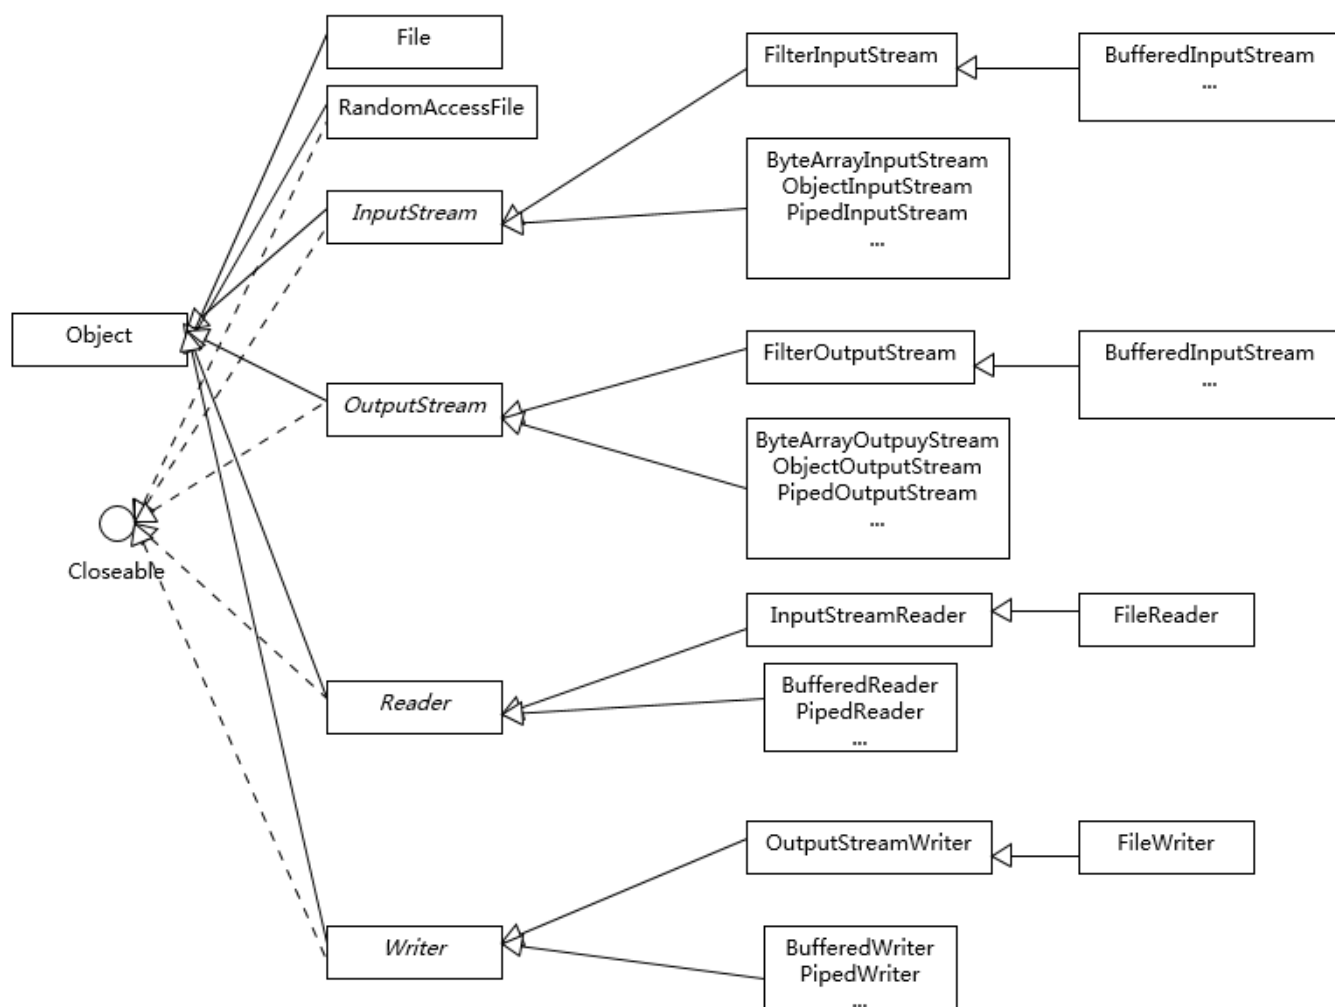 File
FilterInputStream
BufferedInputStream
...
RandomAccessFile
ByteArrayInputStream
ObjectInputStream
PipedInputStream
...
InputStream
Object
FilterOutputStream
BufferedInputStream
...
OutputStream
ByteArrayOutpuyStream
ObjectOutputStream
PipedOutputStream
...
Closeable
InputStreamReader
FileReader
Reader
BufferedReader
PipedReader
...
OutputStreamWriter
FileWriter
Writer
BufferedWriter
PipedWriter
...